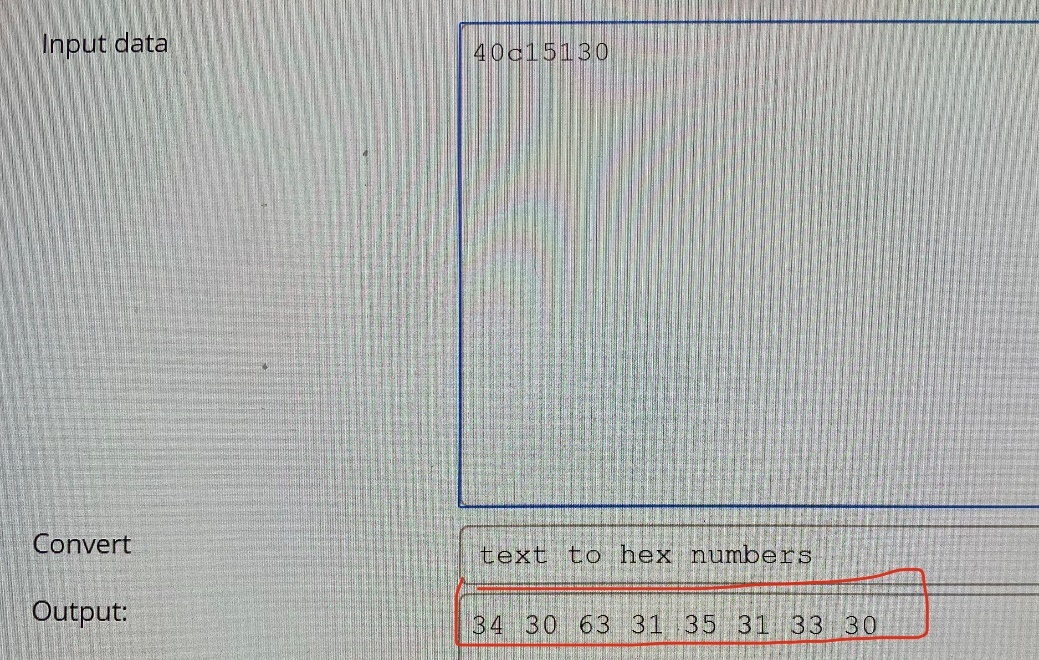 Input data
40c15130
Convert
text to hex numbers
Output:
34 30 63 31 35 31 33 30